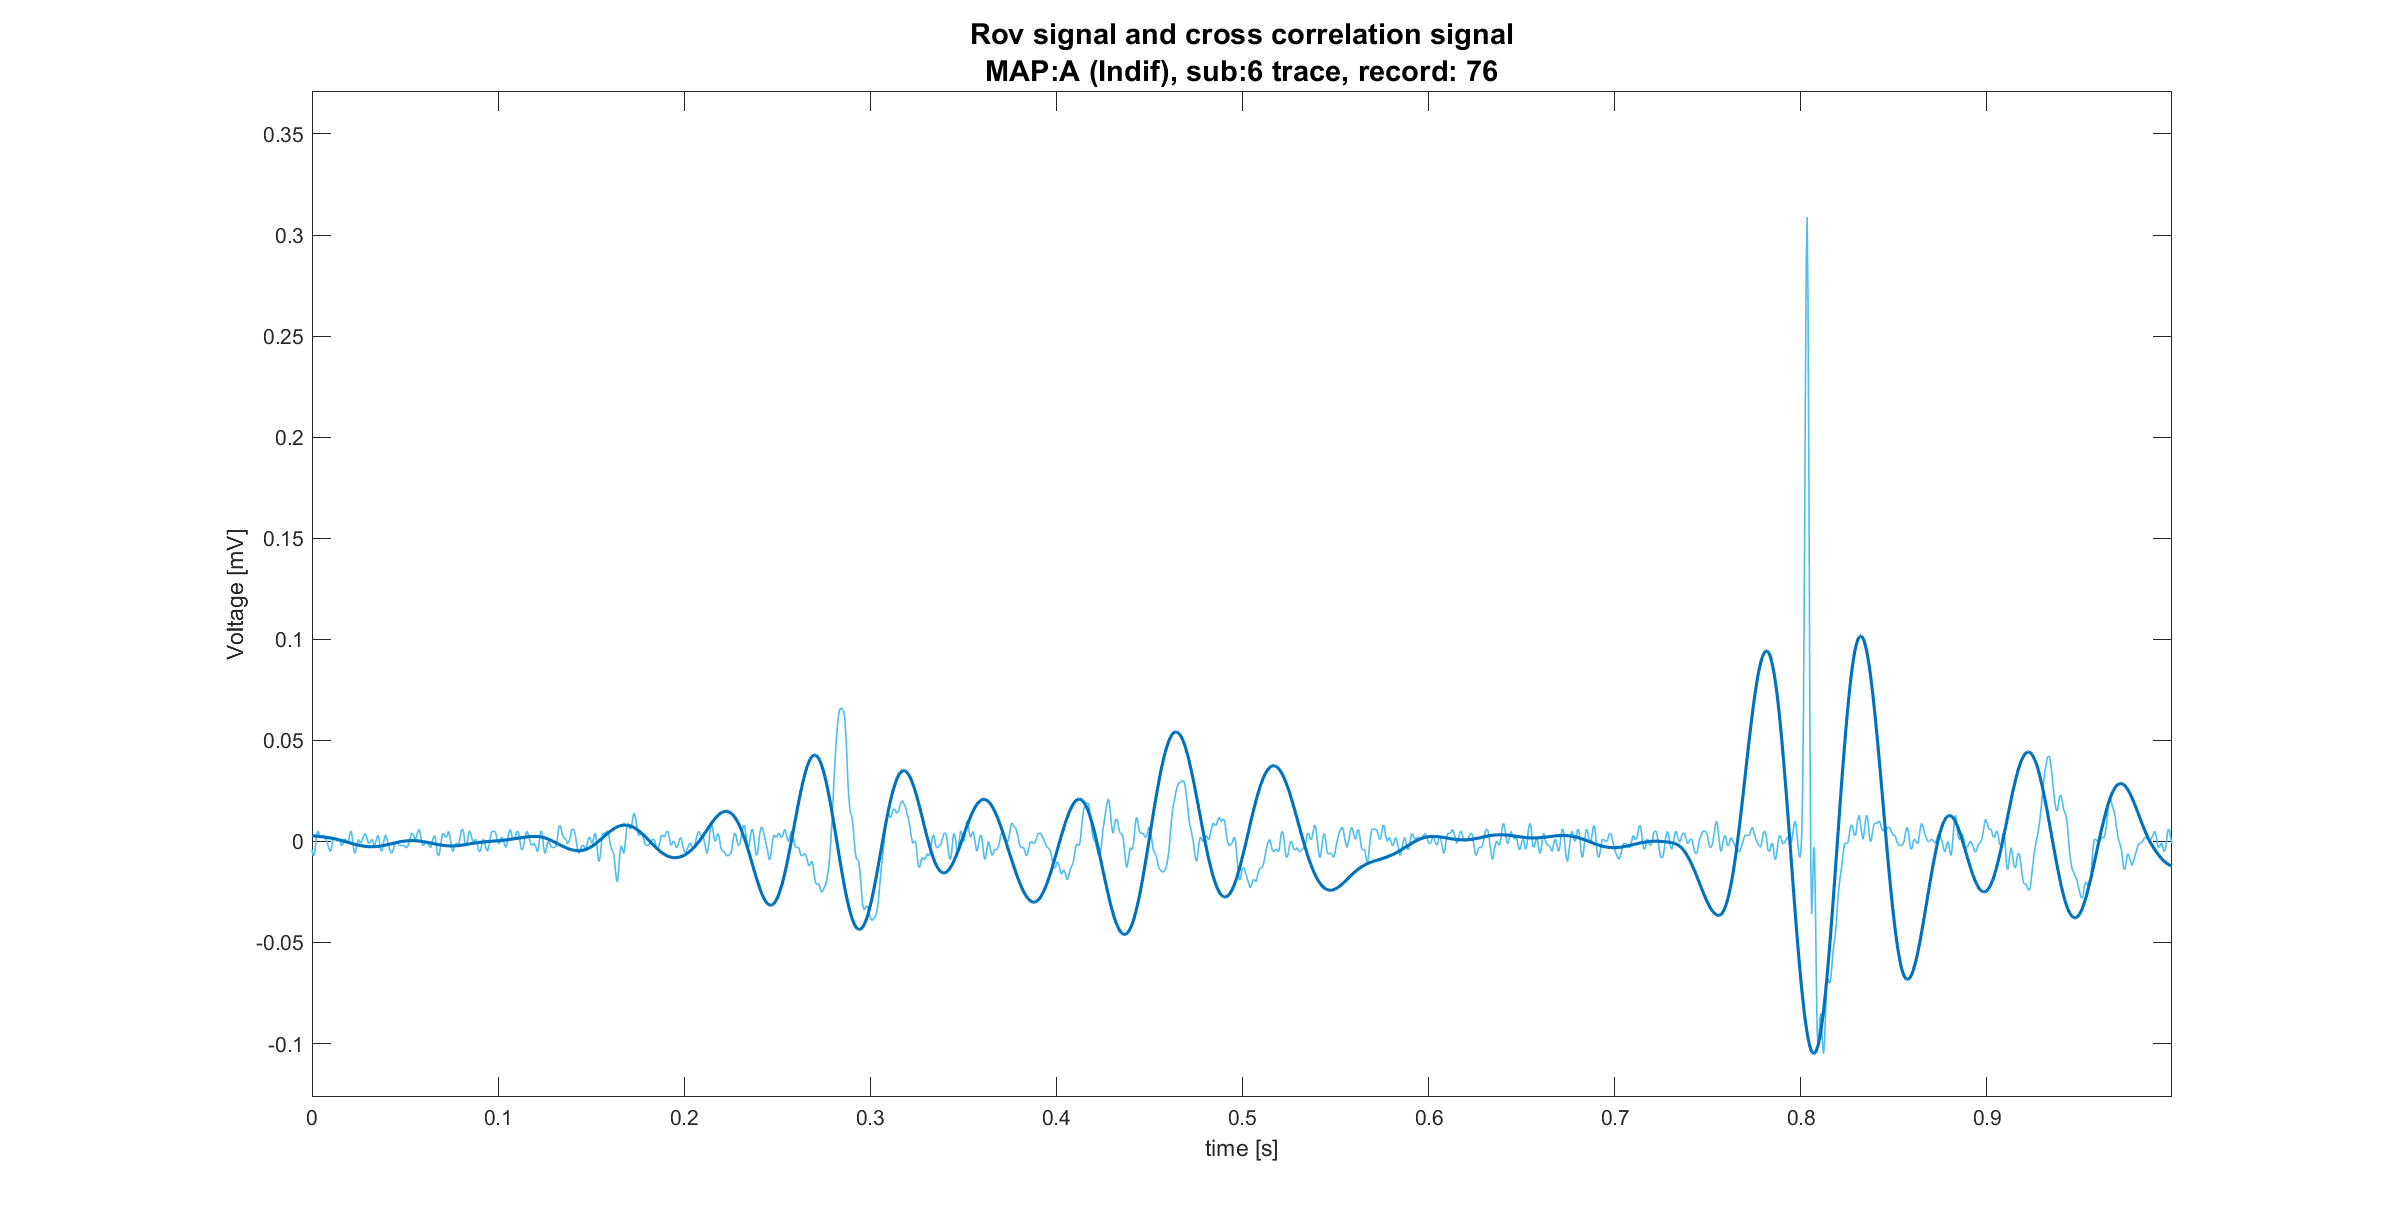 Rov signal and cross correlation signal
MAP:A (Indif), sub:6 trace, record: 76
0.35
0.3
0.25
0.2
0.15
0.1
0.05
0
-0.05
-0.1
Voltage [mV]
0 0.1 0.2 0.3 0.4 0.5 0.6 0.7 0.8 0.9
time [s]